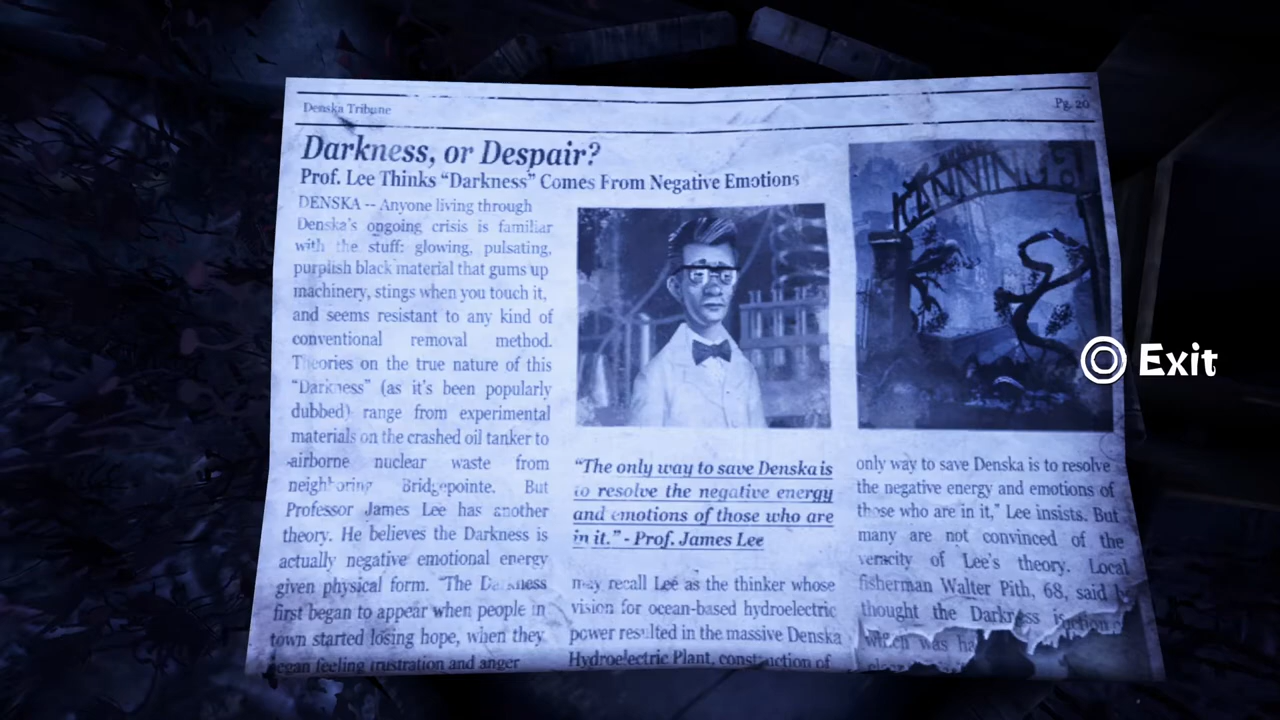 Denska Tribune
Pg. 20
Darkness, or Despair?
Prof. Lee Thinks “Darkness” Comes From Negative Emotions
DENSKA -- Anyone living through
Denska's ongoing crisis is familiar
with the stuff: glowing, pulsating,
purplish black material that gums up
machinery, stings when you touch it,
and seems resistant to any kind of
conventional removal method.
Theories on the true nature of this
“Darkness” (as it's been popularly
dubbed) range from experimental
materials on the crashed oil tanker to
airborne nuclear waste from
neighboring Bridgepointe. But
Professor James Lee has another
theory. He believes the Darkness is
actually negative emotional energy
given physical form. “The Darkness
first began to appear when people in
town started losing hope, when they
began feeling frustration and anger
“The only way to save Denska is
to resolve the negative energy
and emotions of those who are
in it.” - Prof. James Lee
may recall Lee as the thinker whose
vision for ocean-based hydroelectric
power resulted in the massive Denska
Hydroelectric Plant, construction of
only way to save Denska is to resolve
the negative energy and emotions of
those who are in it,” Lee insists. But
many are not convinced of the
veracity of Lee's theory. Local
fisherman Walter Pith, 68, said
thought the Darkness is
which was
Exit